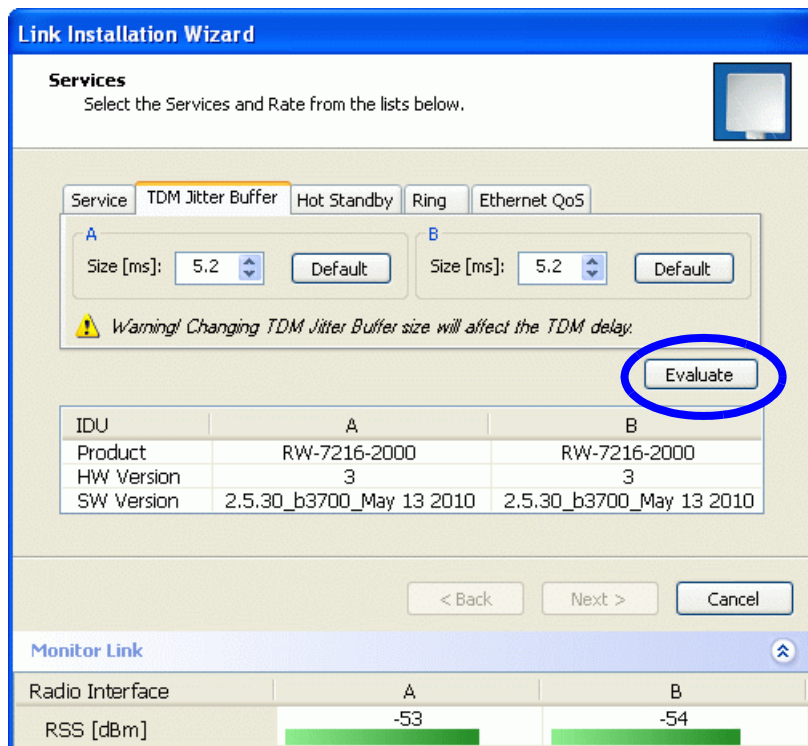 Link Installation Wizard
Services
Select the Services and Rate from the lists below.
Service TDM Jitter Buffer Hot Standby Ring Ethernet QoS
A B
Size [ms]: 5.2 Default Size [ms]: 5.2 Default
Warning! Changing TDM Jitter Buffer size will affect the TDM delay.
Evaluate
IDU A B
Product RW-7216-2000 RW-7216-2000
HW Version 3 3
SW Version 2.5.30_b3700_May 13 2010 2.5.30_b3700_May 13 2010
< Back Next > Cancel
Monitor Link
Radio Interface A B
RSS [dBm] -53 -54